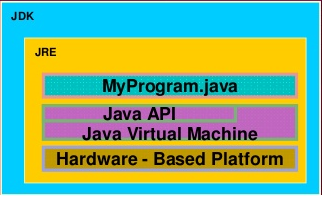 JDK
JRE
MyProgram.java
Java API
Java Virtual Machine
Hardware - Based Platform